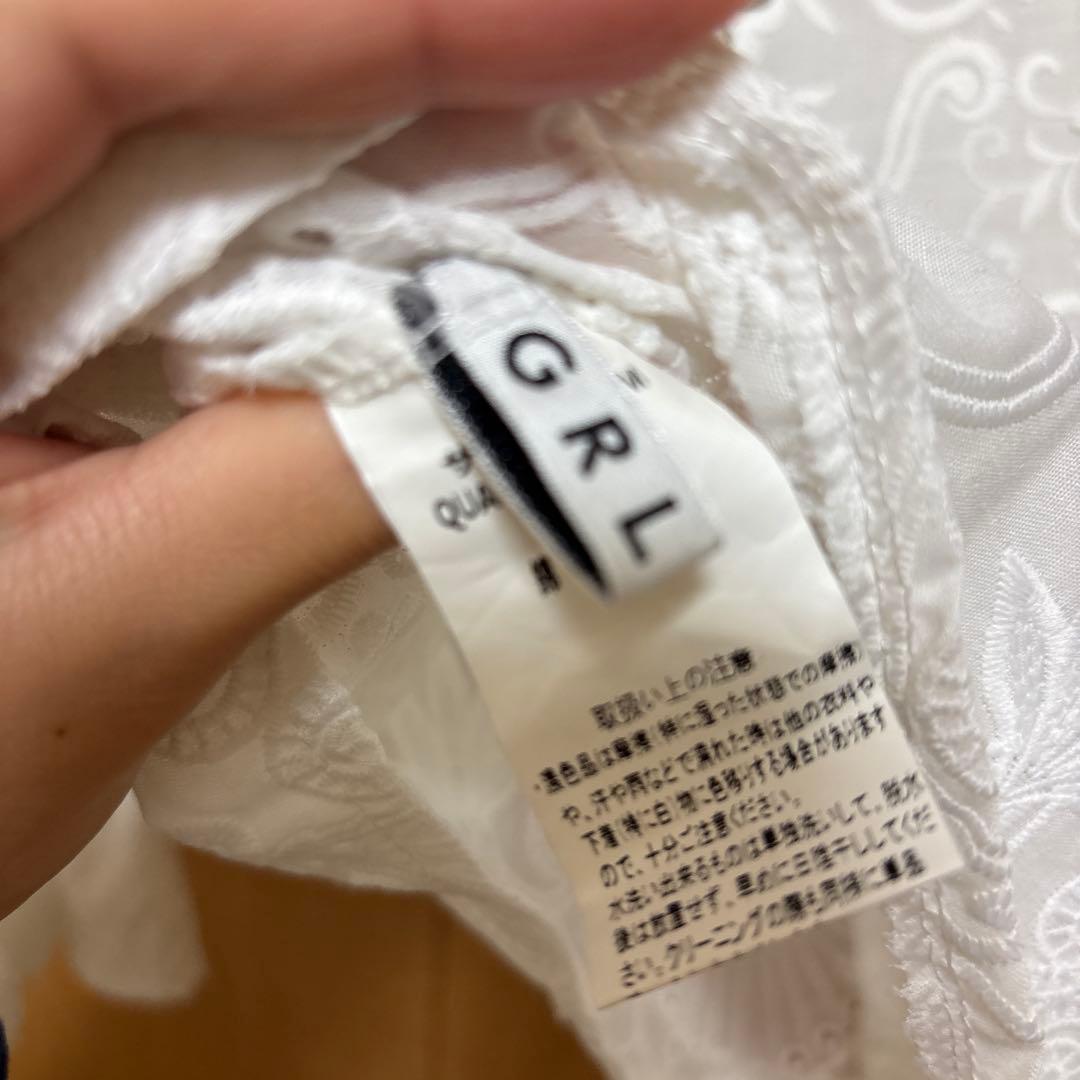 GRL
サ
QUA
M
部
取扱い上の注意
・濃色品は摩擦(特に湿った状態での摩擦)
や、汗や雨などで濡れた時は他の衣料や
下着(特に白)物に色移りする場合があります
ので、十分ご注意ください。
水洗い出来るものは単独洗いして、脱水
後は放置せず、早めに日陰干ししてくだ
さい。クリーニングの際も同様に単品